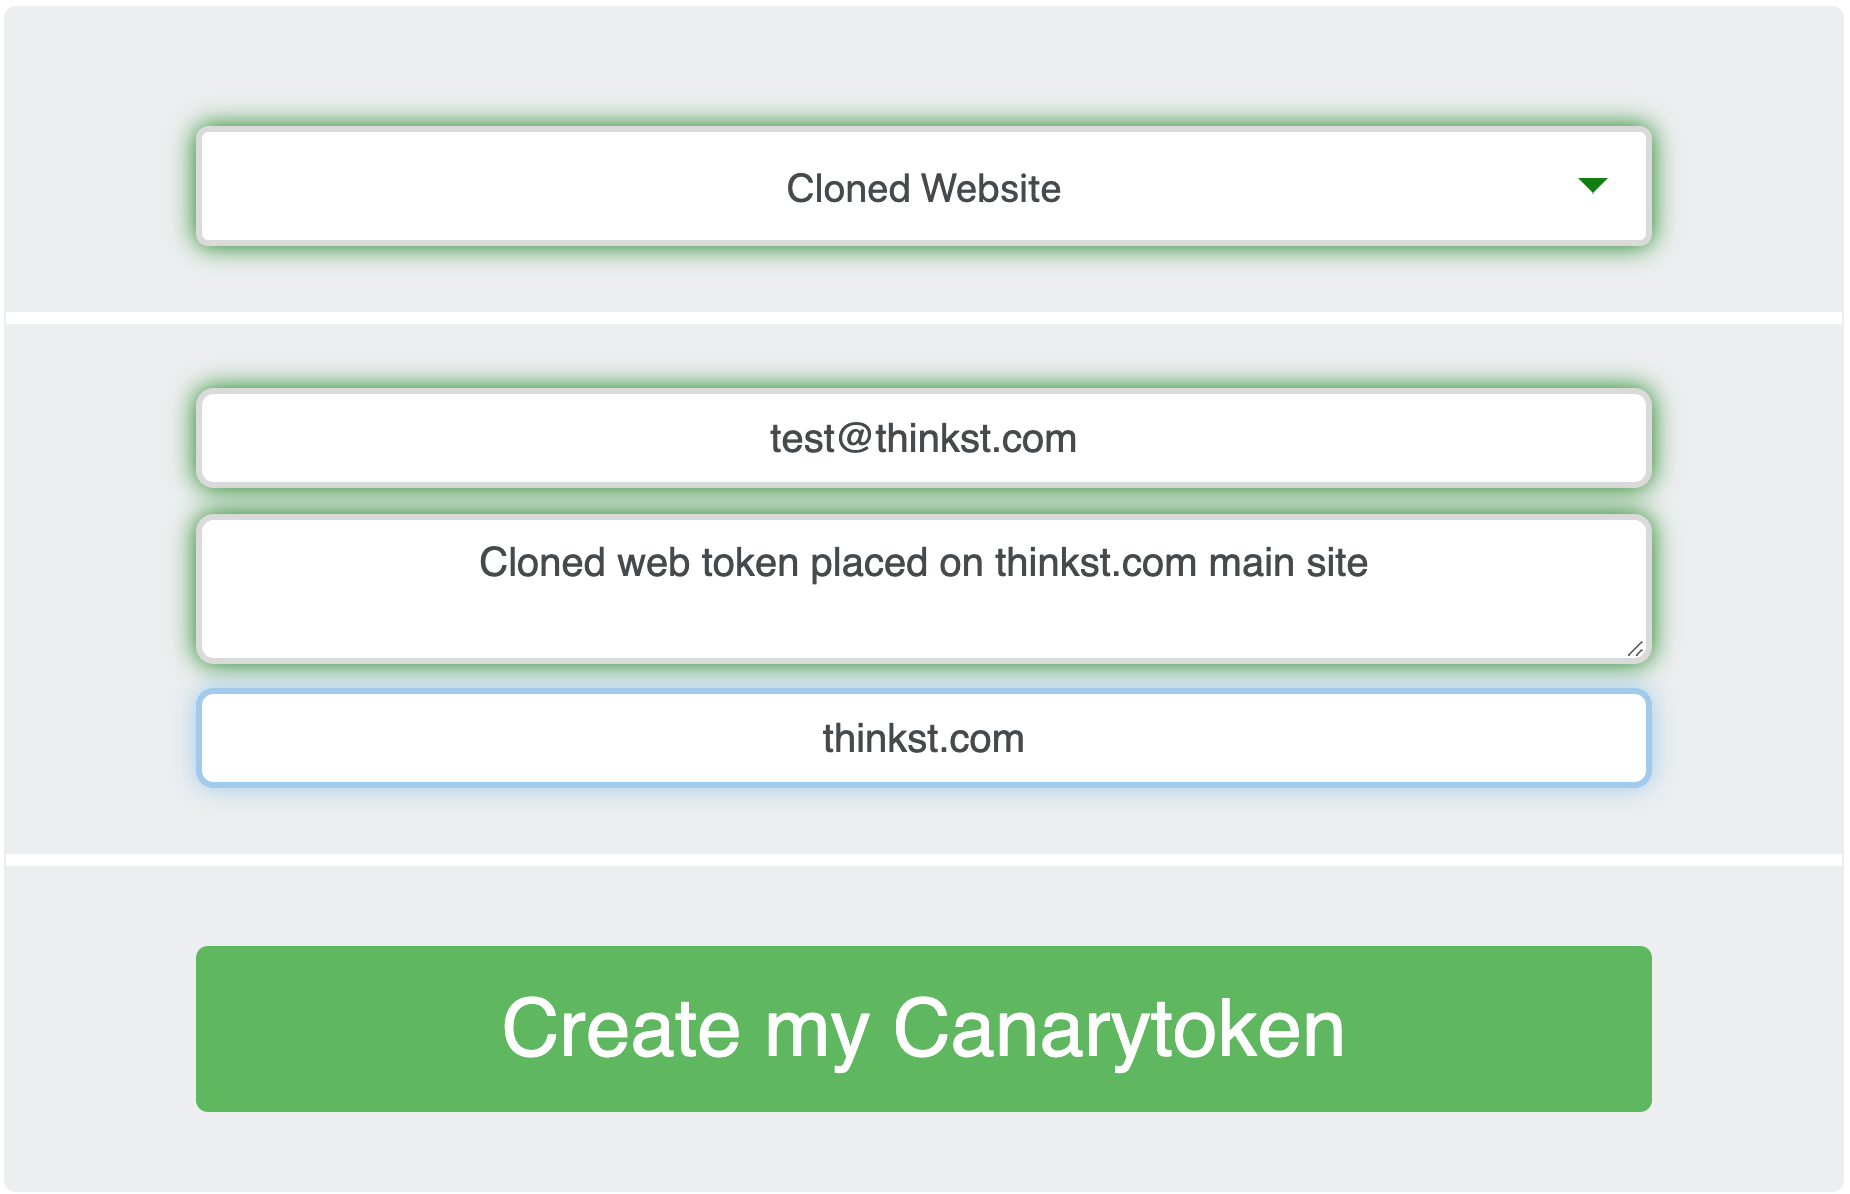 Cloned Website
test@thinkst.com
Cloned web token placed on thinkst.com main site
thinkst.com
Create my Canarytoken